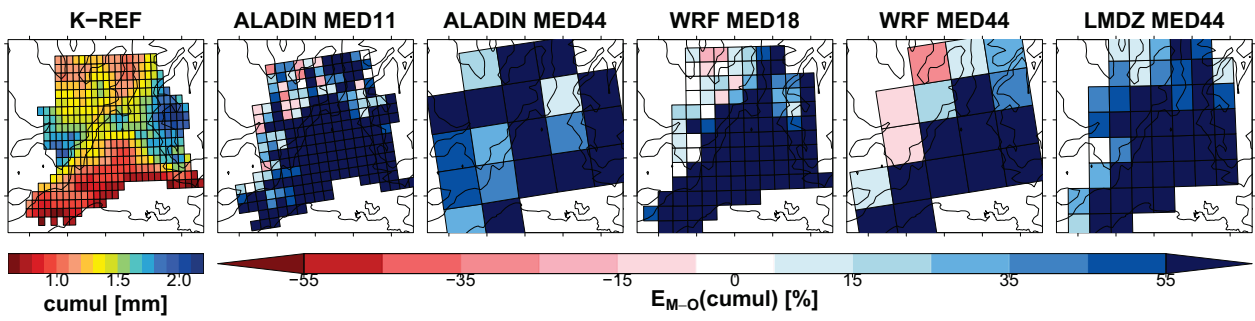 K-REF ALADIN MED11 ALADIN MED44 WRF MED18 WRF MED44 LMDZ MED44
1.0 1.5 2.0 −55 −35 −15 0 15 35 55
cumul [mm] E_M−O(cumul) [%]